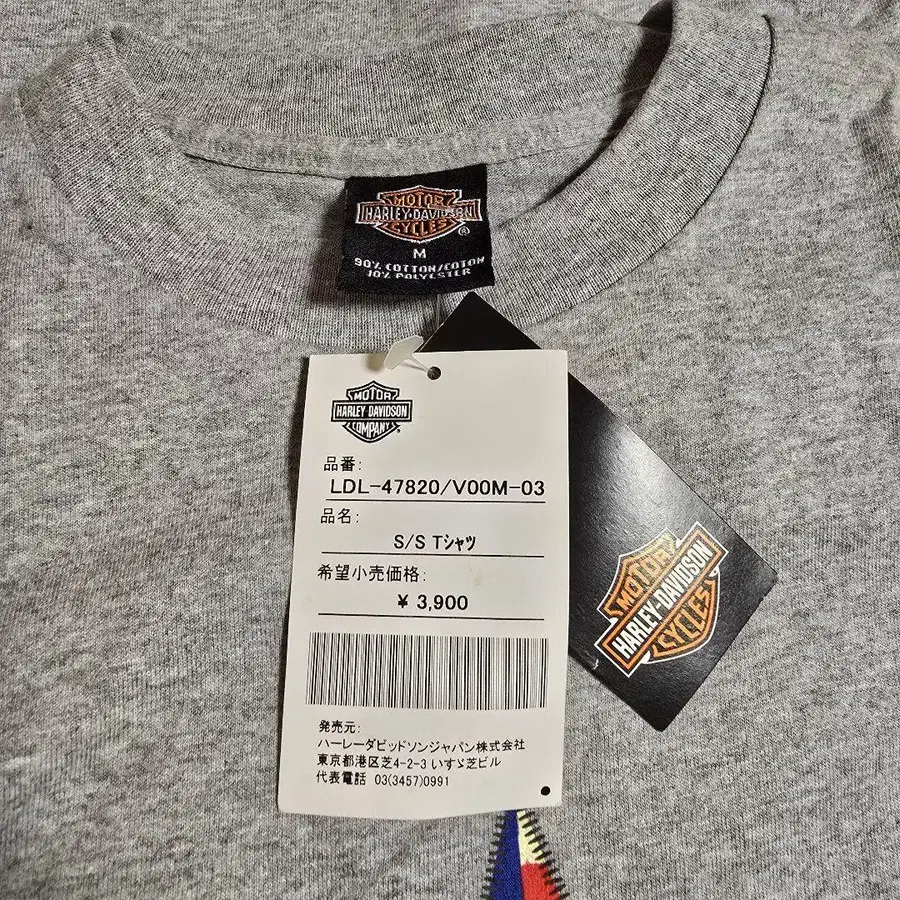 MOTOR
HARLEY-DAVIDSON
CYCLES
®
M
90% COTTON/COTON
10% POLYESTER
MOTOR
HARLEY-DAVIDSON
COMPANY
品番:
LDL-47820/V00M-03
品名:
S/S Tシャツ
希望小売価格:
¥ 3,900
発売元:
ハーレーダビッドソンジャパン株式会社
東京都港区芝4-2-3 いすゞ芝ビル
代表電話 03(3457)0991
MOTOR
HARLEY-DAVIDSON
CYCLES